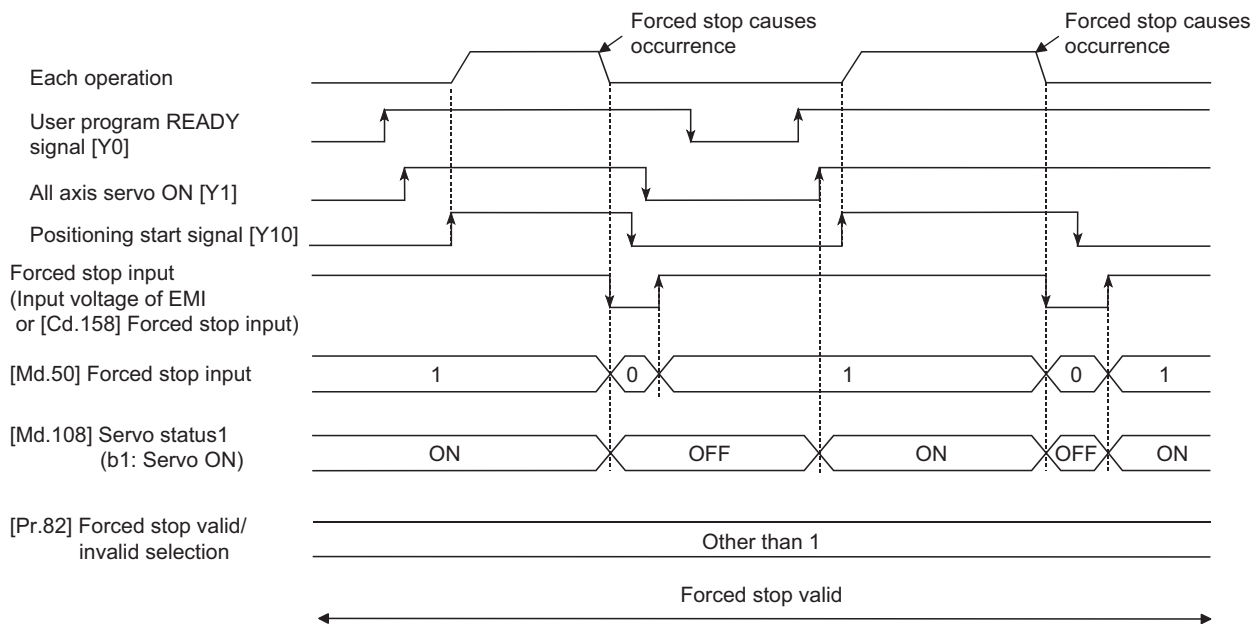 Forced stop causes
occurrence
Forced stop causes
occurrence
Each operation
User program READY
signal [Y0]
All axis servo ON [Y1]
Positioning start signal [Y10]
Forced stop input
(Input voltage of EMI
or [Cd.158] Forced stop input)
[Md.50] Forced stop input
1
0
1
0
1
[Md.108] Servo status1
(b1: Servo ON)
ON
OFF
ON
OFF
ON
[Pr.82] Forced stop valid/
invalid selection
Other than 1
Forced stop valid